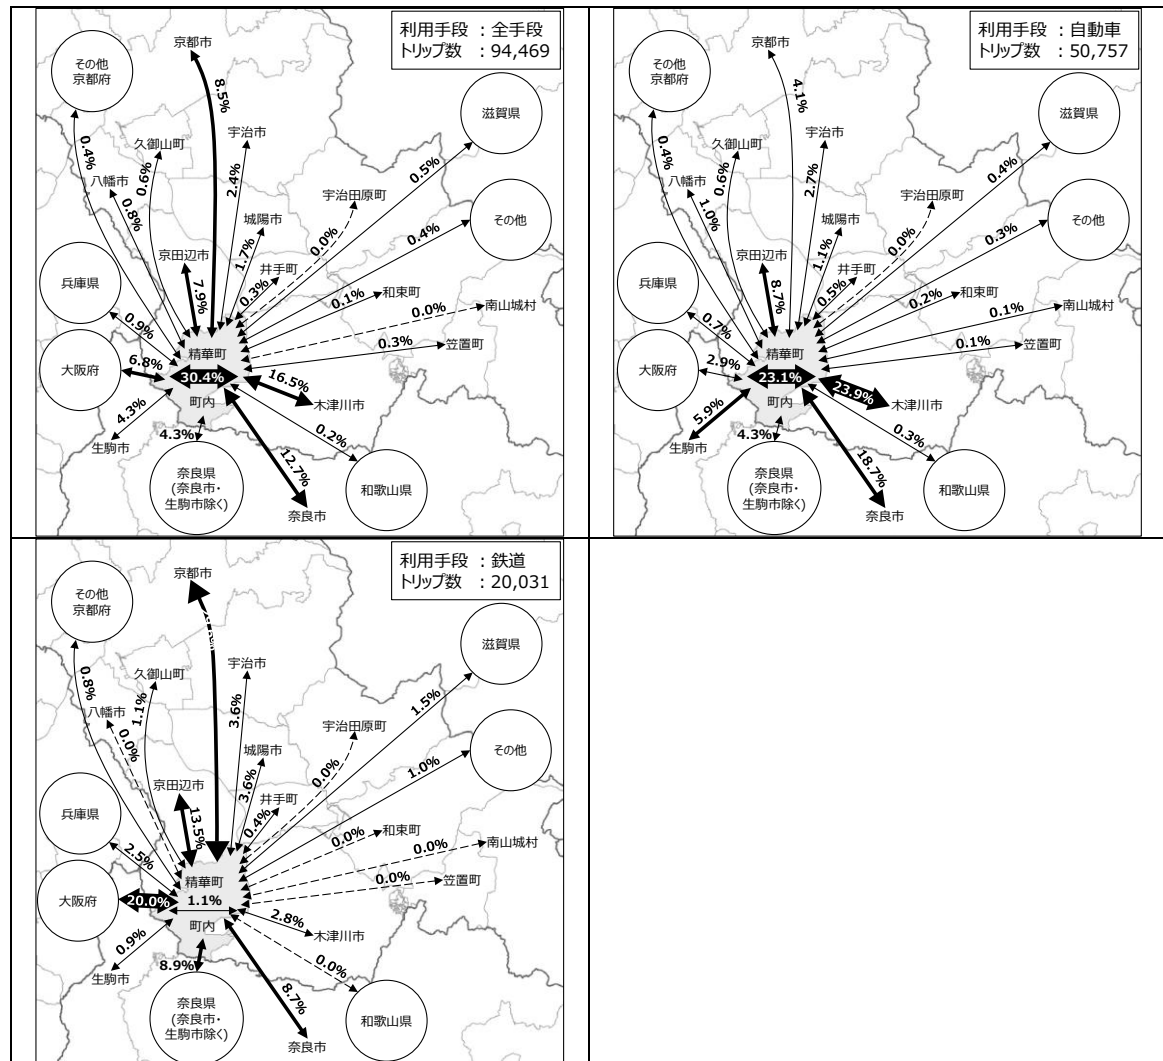 利用手段 : 全手段
トリップ数 : 94,469
京都市
その他
京都府
8.5%
滋賀県
宇治市
久御山町
0.4%
0.6%
八幡市
2.4%
0.5%
宇治田原町
0.8%
城陽市
その他
1.7%
0.0%
0.4%
京田辺市
井手町
兵庫県
7.9%
0.3%
0.1%
和束町
0.0%
南山城村
0.9%
0.3%
笠置町
精華町
大阪府
6.8%
30.4%
16.5%
町内
木津川市
4.3%
生駒市
4.3%
0.2%
12.7%
奈良県
(奈良市・
生駒市除く)
和歌山県
奈良市
利用手段 : 自動車
トリップ数 : 50,757
京都市
その他
京都府
4.1%
滋賀県
宇治市
久御山町
0.4%
0.6%
八幡市
2.7%
0.4%
宇治田原町
1.0%
城陽市
その他
1.1%
0.0%
0.3%
京田辺市
井手町
兵庫県
8.7%
0.5%
0.2%
和束町
0.1%
南山城村
0.7%
0.1%
笠置町
精華町
大阪府
2.9%
23.1%
23.9%
町内
木津川市
5.9%
生駒市
4.3%
0.3%
18.7%
奈良県
(奈良市・
生駒市除く)
和歌山県
奈良市
利用手段 : 鉄道
トリップ数 : 20,031
京都市
その他
京都府
滋賀県
宇治市
久御山町
0.8%
1.1%
八幡市
3.6%
1.5%
宇治田原町
0.0%
城陽市
その他
3.6%
0.0%
1.0%
京田辺市
井手町
兵庫県
13.5%
0.4%
0.0%
和束町
0.0%
南山城村
2.5%
0.0%
笠置町
精華町
大阪府
20.0%
1.1%
2.8%
町内
木津川市
0.9%
生駒市
8.9%
0.0%
8.7%
奈良県
(奈良市・
生駒市除く)
和歌山県
奈良市